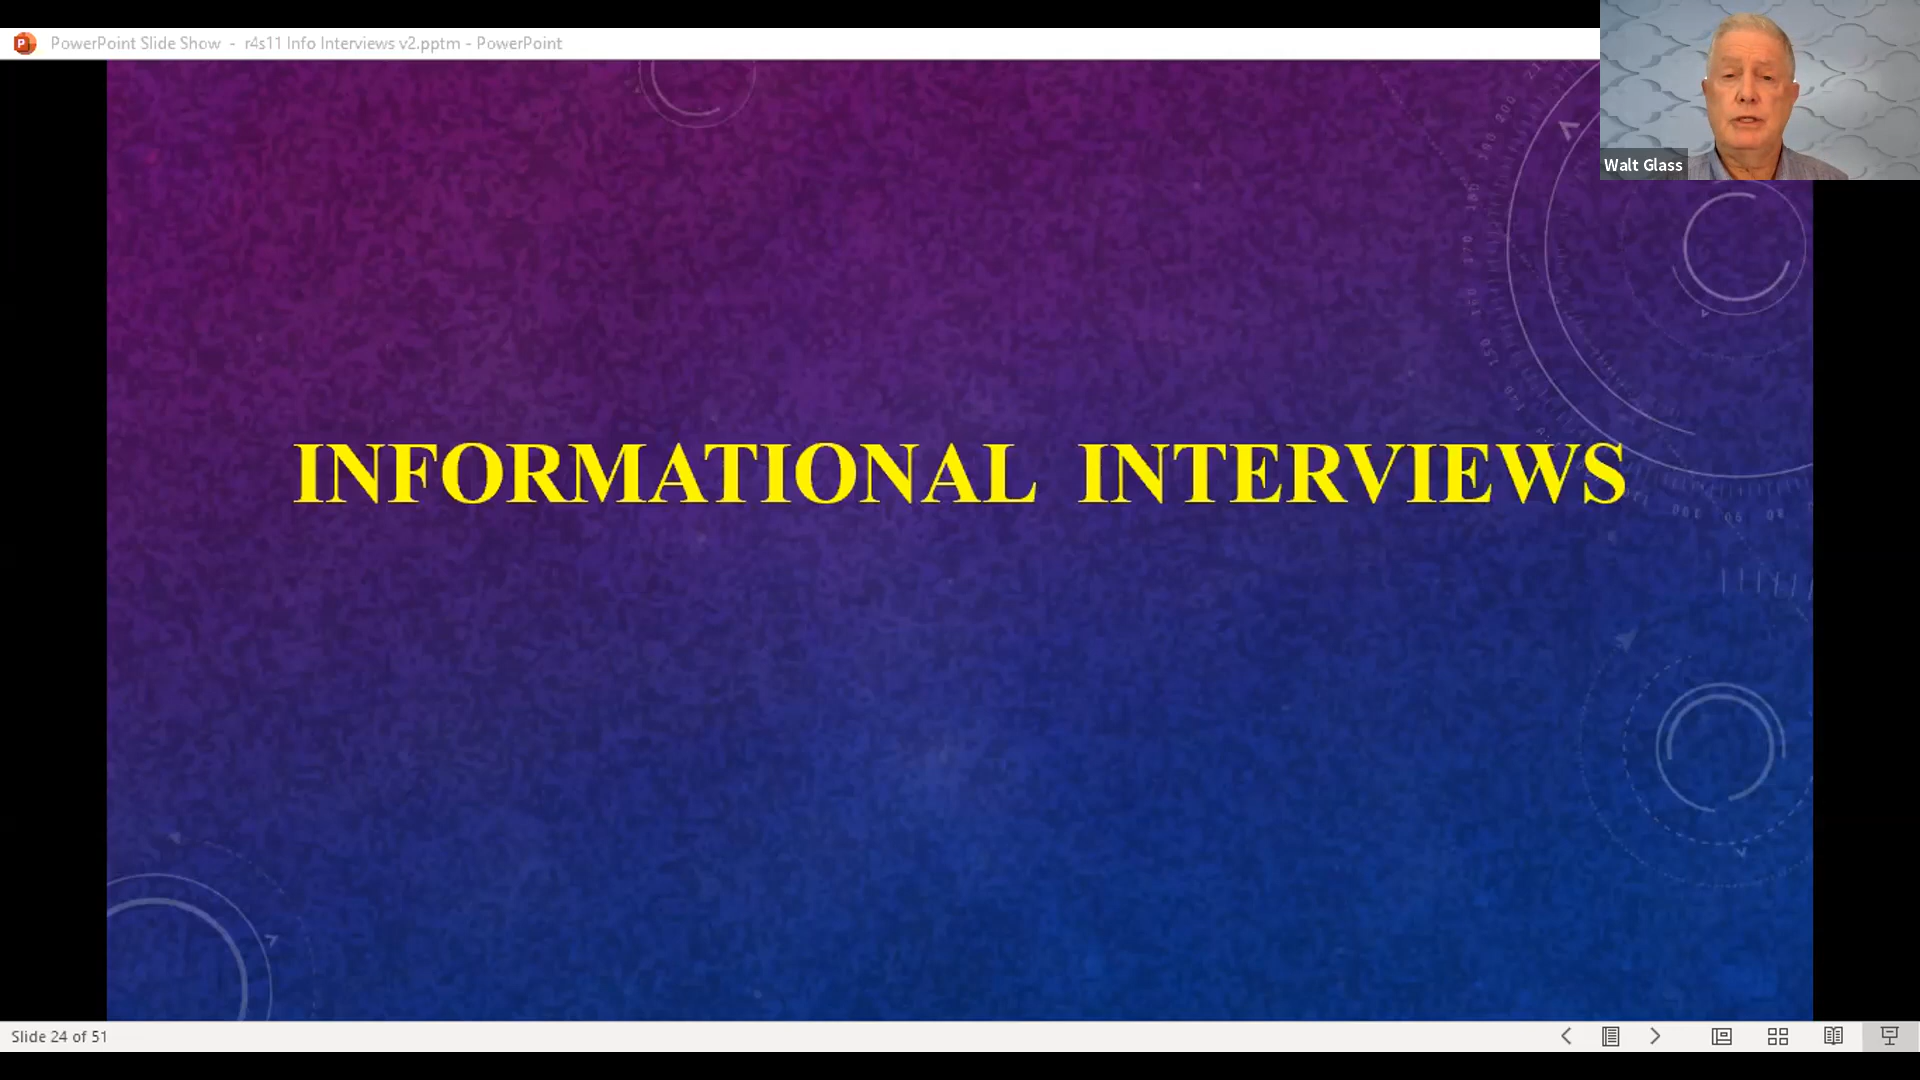 PowerPoint Slide Show - r4s11 Info Interviews v2.pptm - PowerPoint
Walt Glass
INFORMATIONAL INTERVIEWS
Slide 24 of 51